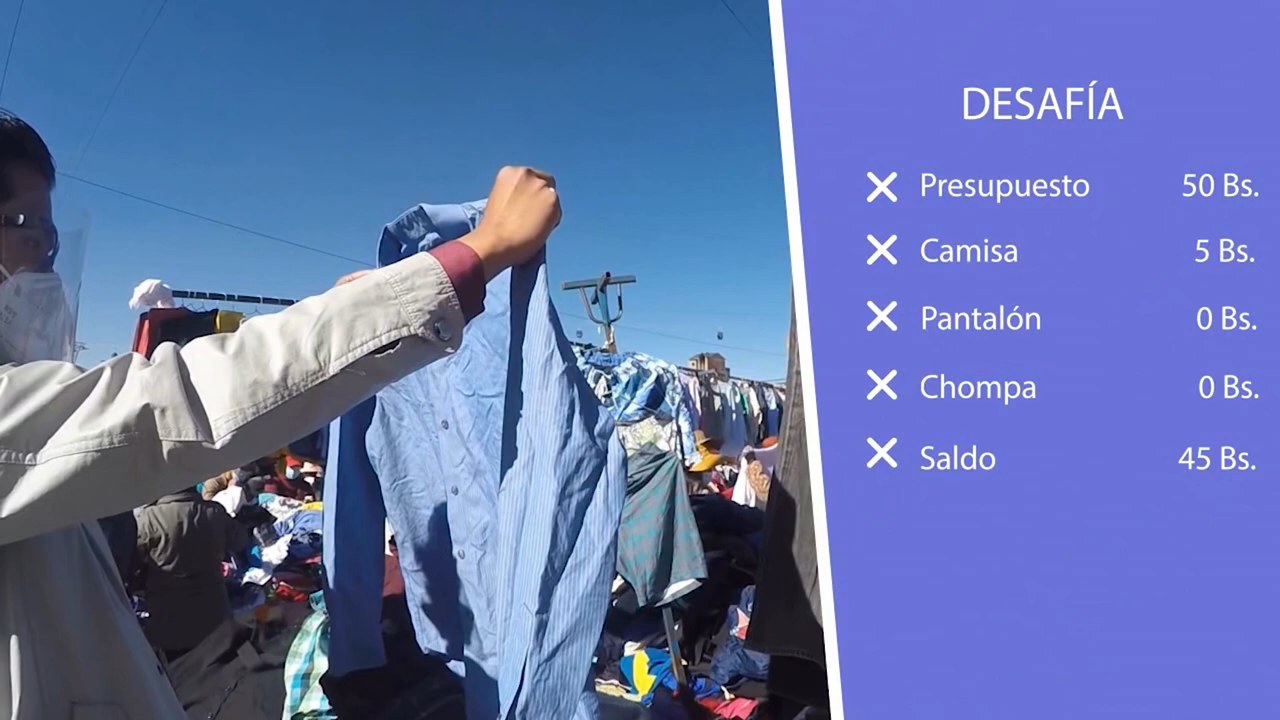 DESAFÍA
Presupuesto 50 Bs.
Camisa 5 Bs.
Pantalón 0 Bs.
Chompa 0 Bs.
Saldo 45 Bs.